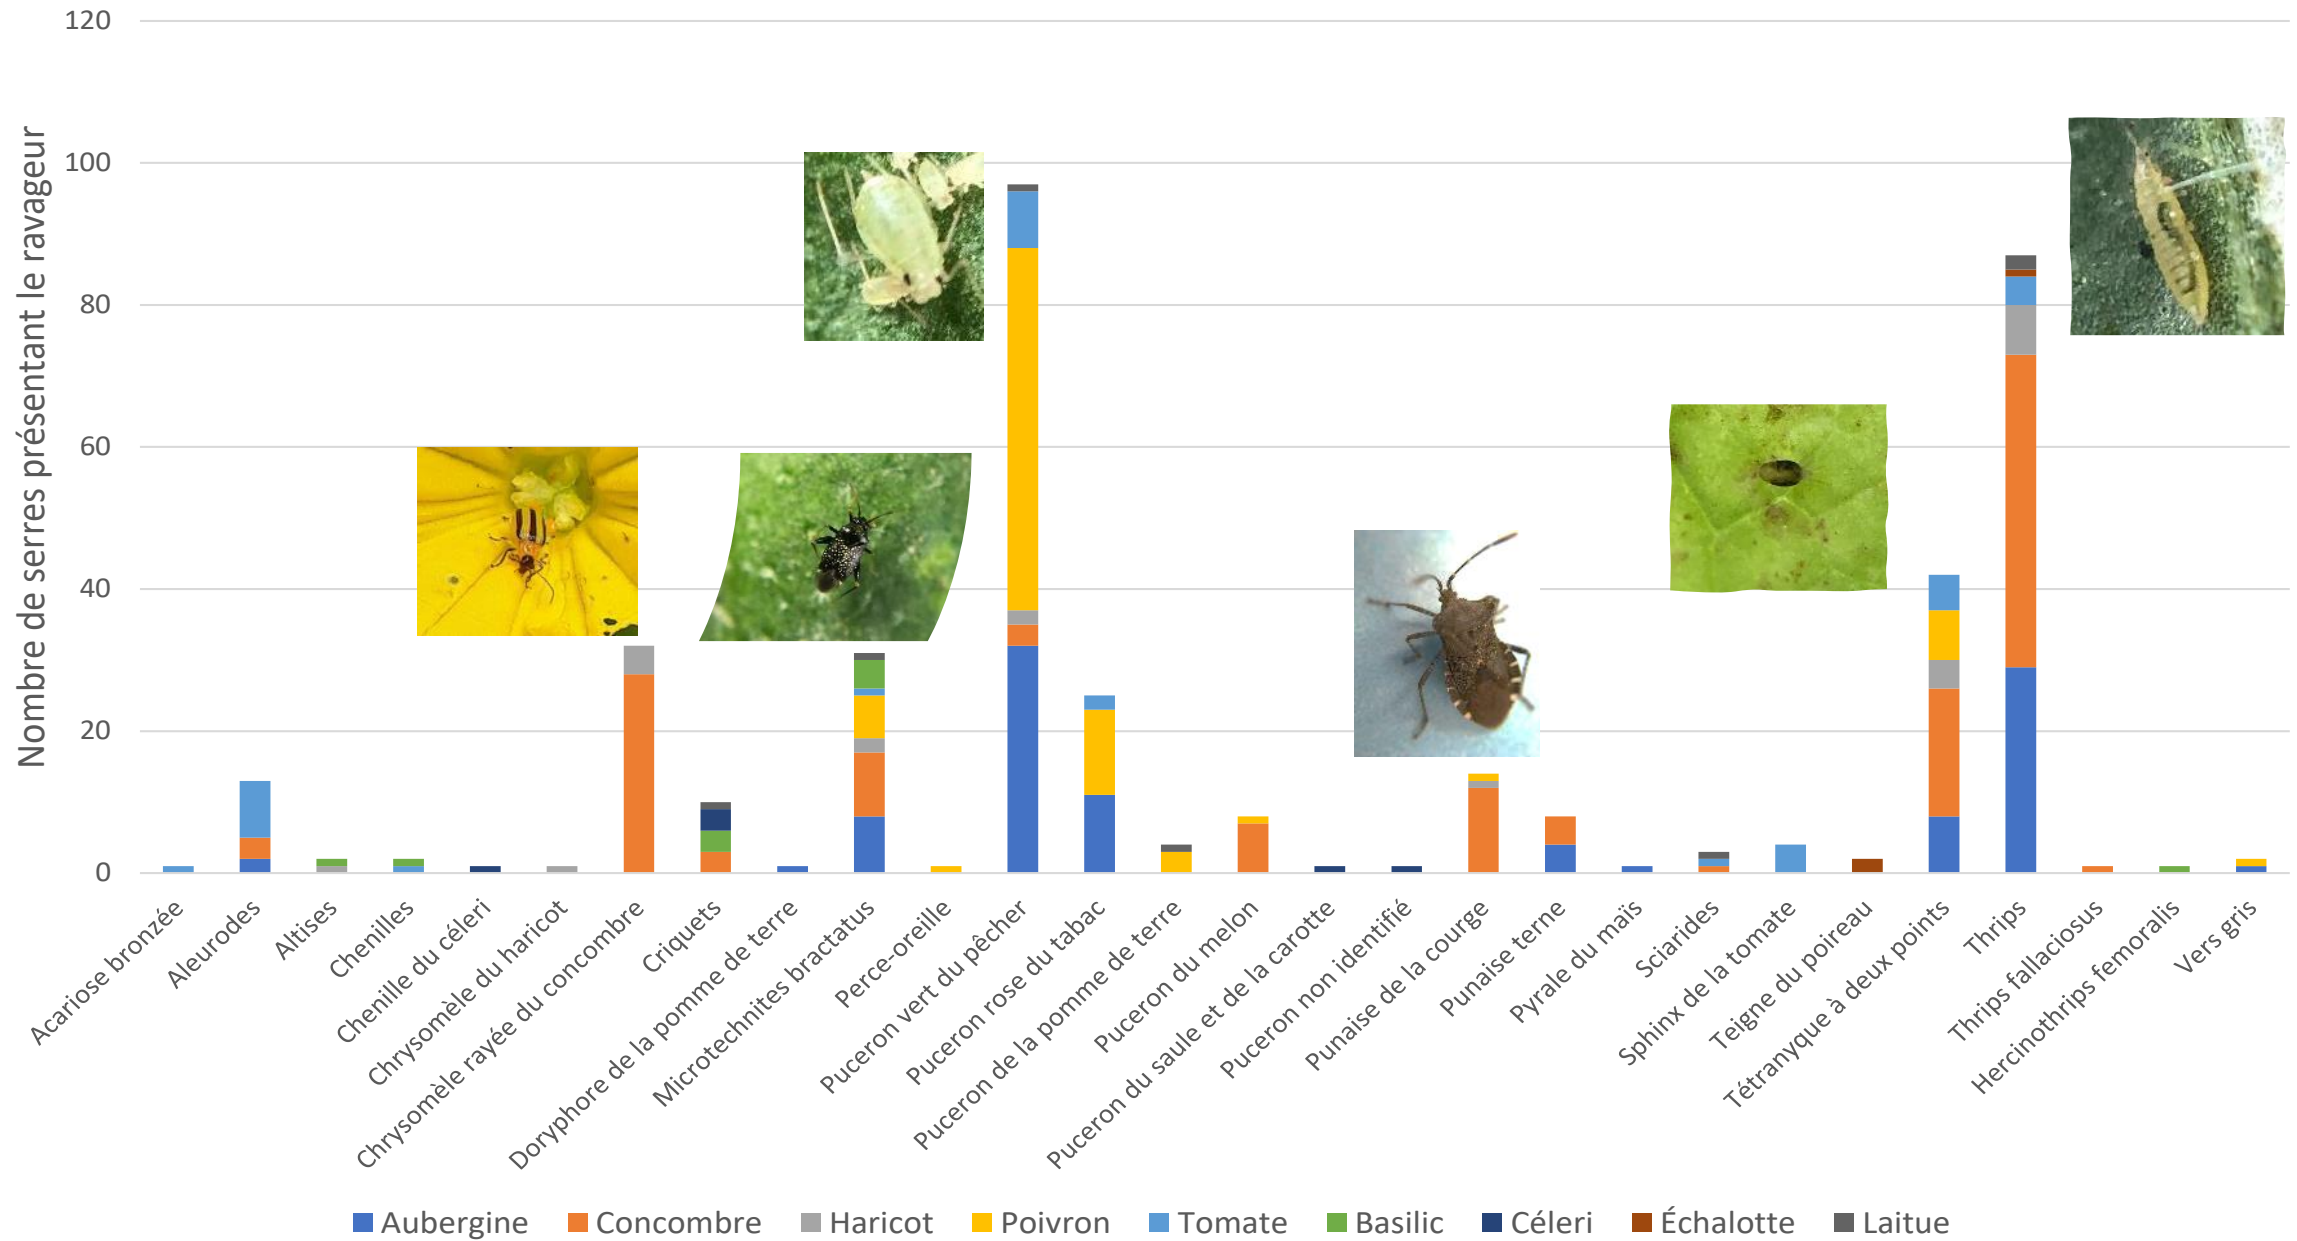 Nombre de serres présentant le ravageur
120
100
80
60
40
20
0
Acariose bronzée
Aleurodes
Altises
Chenilles
Chenille du céleri
Chrysomèle du haricot
Chrysomèle rayée du concombre
Criquets
Doryphore de la pomme de terre
Microtechnites bractatus
Perce-oreille
Puceron vert du pêcher
Puceron rose du tabac
Puceron de la pomme de terre
Puceron du melon
Puceron du saule et de la carotte
Puceron non identifié
Punaise de la courge
Punaise terne
Pyrale du maïs
Sciarides
Sphinx de la tomate
Teigne du poireau
Tétranyque à deux points
Thrips
Thrips fallaciosus
Hercinothrips femoralis
Vers gris
Aubergine Concombre Haricot Poivron Tomate Basilic Céleri Échalotte Laitue